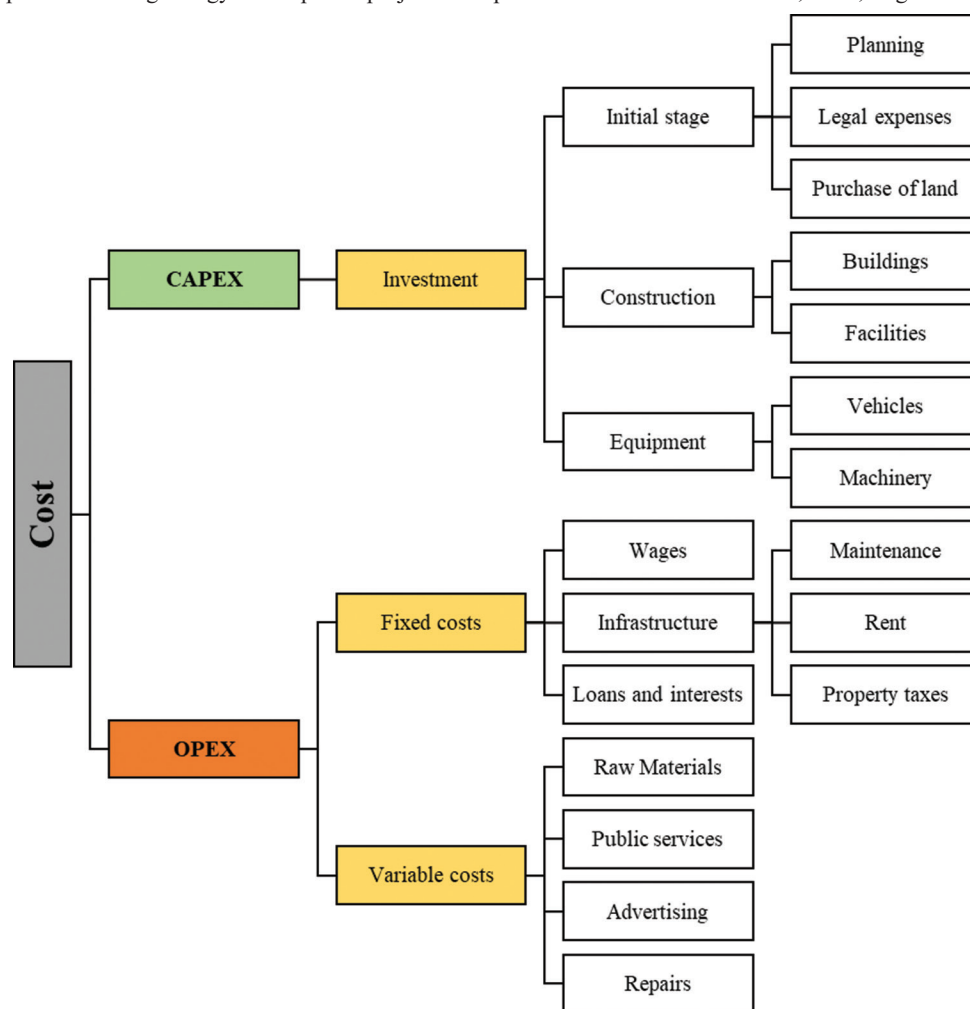 Planning
Initial stage
Legal expenses
Purchase of land
CAPEX
Investment
Construction
Buildings
Facilities
Equipment
Vehicles
Machinery
Cost
OPEX
Fixed costs
Wages
Infrastructure
Maintenance
Rent
Property taxes
Loans and interests
Variable costs
Raw Materials
Public services
Advertising
Repairs